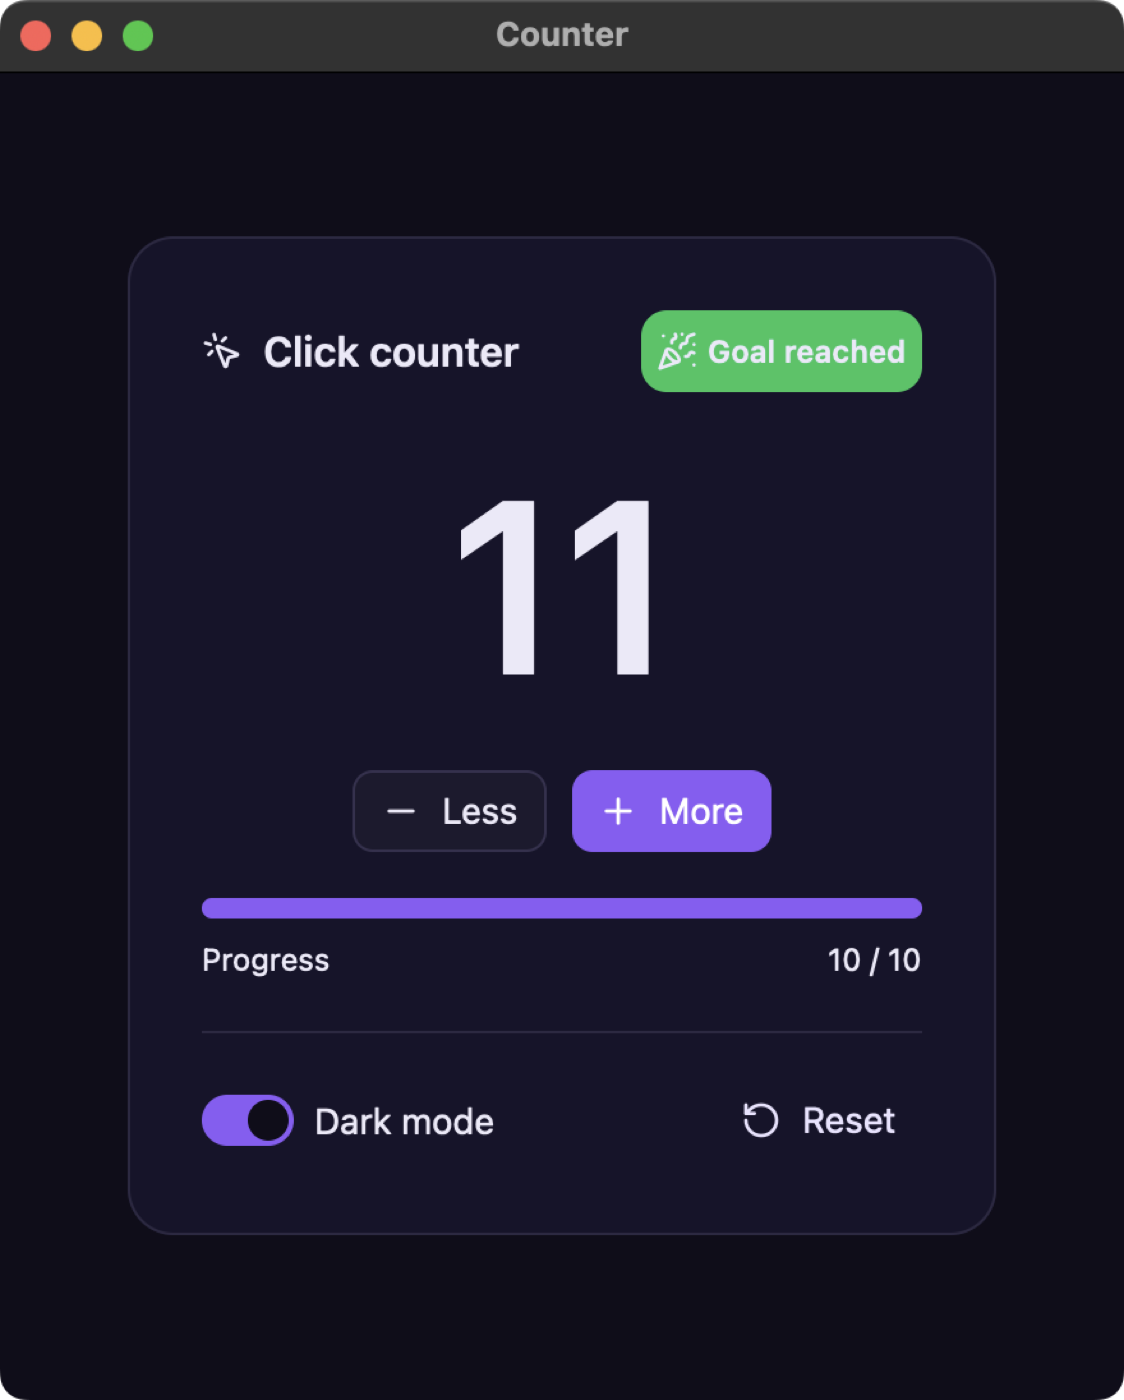 Counter
Click counter
Goal reached
11
Less
More
Progress
10 / 10
Dark mode
Reset